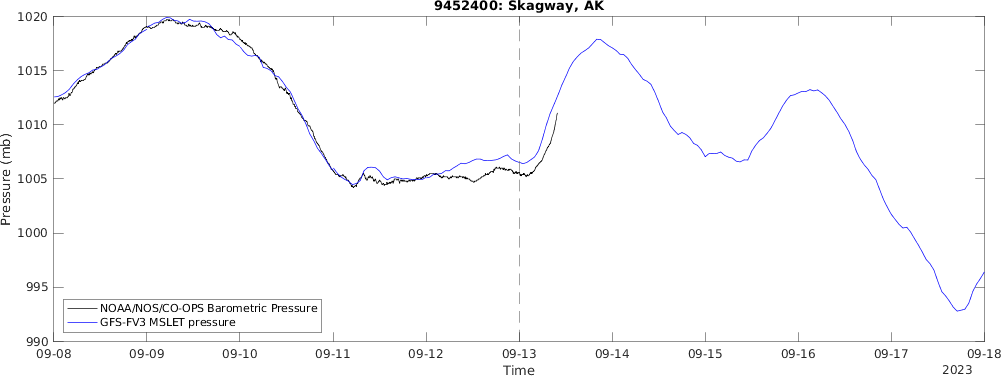 9452400: Skagway, AK
1020
1015
1010
1005
1000
995
990
Pressure (mb)
NOAA/NOS/CO-OPS Barometric Pressure
GFS-FV3 MSLET pressure
09-08 09-09 09-10 09-11 09-12 09-13 09-14 09-15 09-16 09-17 09-18
Time
2023